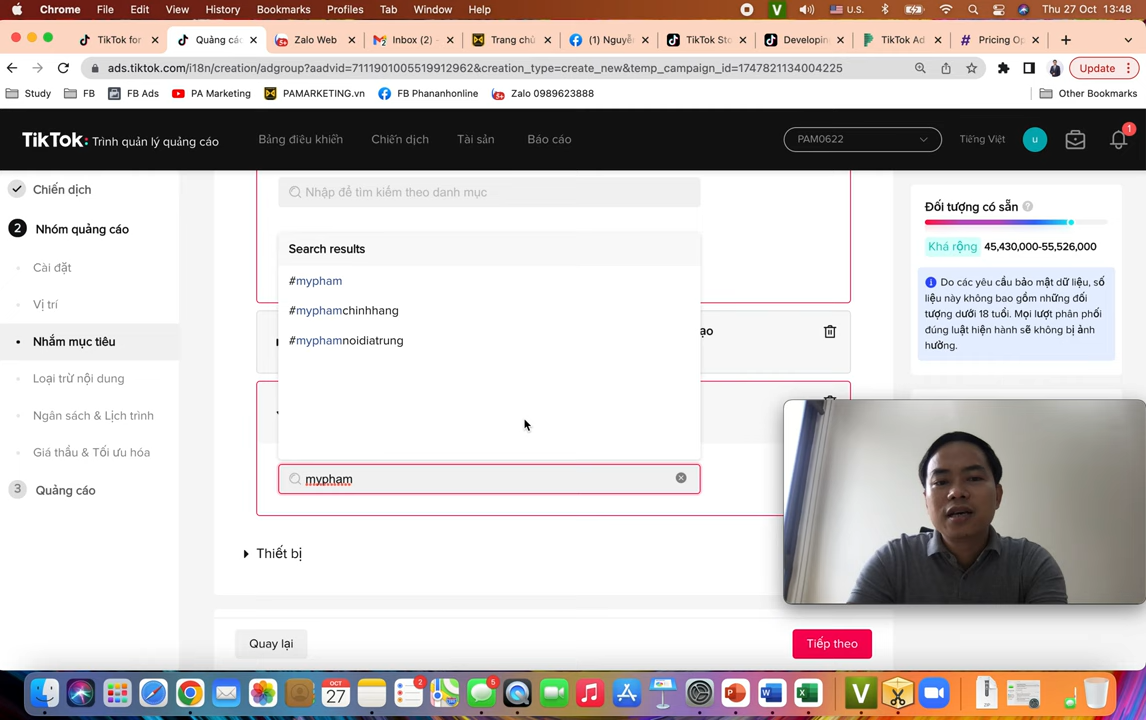 Chrome File Edit View History Bookmarks Profiles Tab Window Help V U.S. Thu 27 Oct 13:48
TikTok for Quảng cáo Zalo Web Inbox (2) - Trang chủ (1) Nguyễ TikTok Sto Developin TikTok Ad Pricing Op
ads.tiktok.com/i18n/creation/adgroup?aadvid=7111901005519912962&creation_type=create_new&temp_campaign_id=1747821134004225 Update
Study FB FB Ads PA Marketing PAMARKETING.vn FB Phananhonline Zalo 0989623888 Other Bookmarks
TikTok: Trình quản lý quảng cáo Bảng điều khiển Chiến dịch Tài sản Báo cáo PAM0622 Tiếng Việt U 1
Chiến dịch
2 Nhóm quảng cáo
Cài đặt
Vị trí
Nhắm mục tiêu
Loại trừ nội dung
Ngân sách & Lịch trình
Giá thầu & Tối ưu hóa
3 Quảng cáo
Nhập để tìm kiếm theo danh mục
Search results
#mypham
#myphamchinhhang
#myphamnoidiatrung
mypham
Thiết bị
Quay lại Tiếp theo
Đối tượng có sẵn ?
Khá rộng 45,430,000-55,526,000
Do các yêu cầu bảo mật dữ liệu, số
liệu này không bao gồm những đối
tượng dưới 18 tuổi. Mọi lượt phân phối
đúng luật hiện hành sẽ không bị ảnh
hưởng.
OCT
27 2 5 V